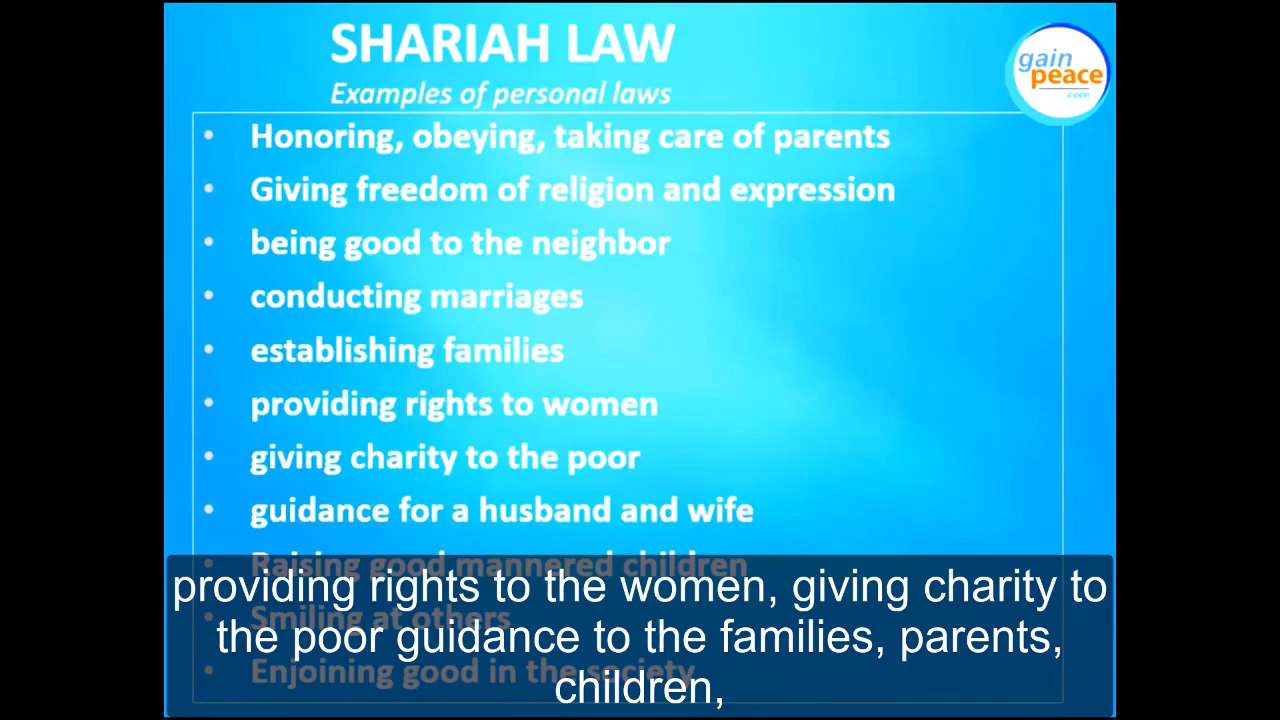 SHARIAH LAW
Examples of personal laws
gain
peace
.com
• Honoring, obeying, taking care of parents
• Giving freedom of religion and expression
• being good to the neighbor
• conducting marriages
• establishing families
• providing rights to women
• giving charity to the poor
• guidance for a husband and wife
• Raising good mannered children
• Smiling at others
• Enjoining good in the society
providing rights to the women, giving charity to
the poor guidance to the families, parents,
children,